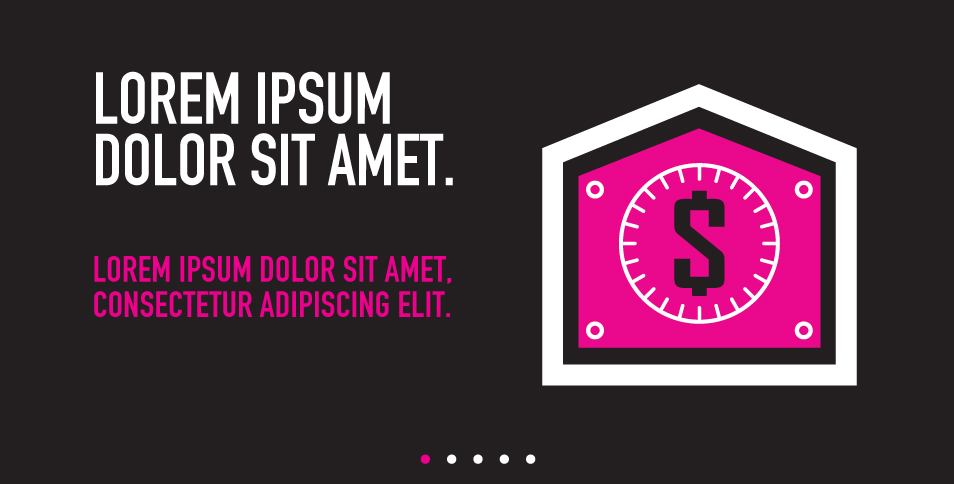 LOREM IPSUM
DOLOR SIT AMET.
LOREM IPSUM DOLOR SIT AMET,
CONSECTETUR ADIPISCING ELIT.
$